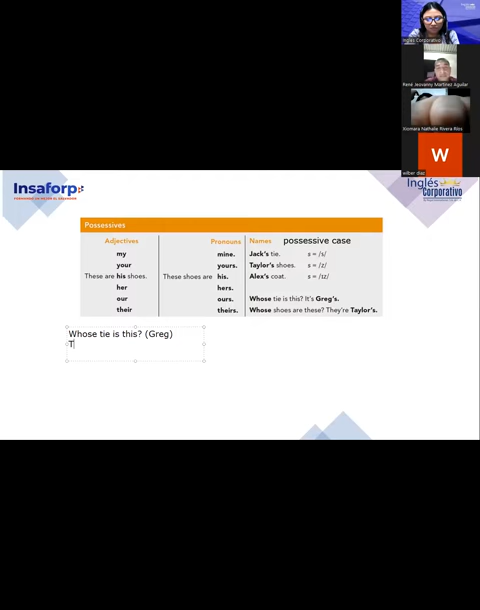 Inglés Corporativo
René Jeovanny Martínez Aguilar
Xiomara Nathalie Rivera Ríos
W
wilber diaz
Insaforp
Inglés
Corporativo
Possessives
Adjectives
Pronouns
Names possessive case
my
mine.
Jack's tie. s = /s/
your
yours.
Taylor's shoes. s = /z/
These are his shoes.
These shoes are his.
Alex's coat. s = /ɪz/
her
hers.
our
ours.
Whose tie is this? It's Greg's.
their
theirs.
Whose shoes are these? They're Taylor's.
Whose tie is this? (Greg)
T